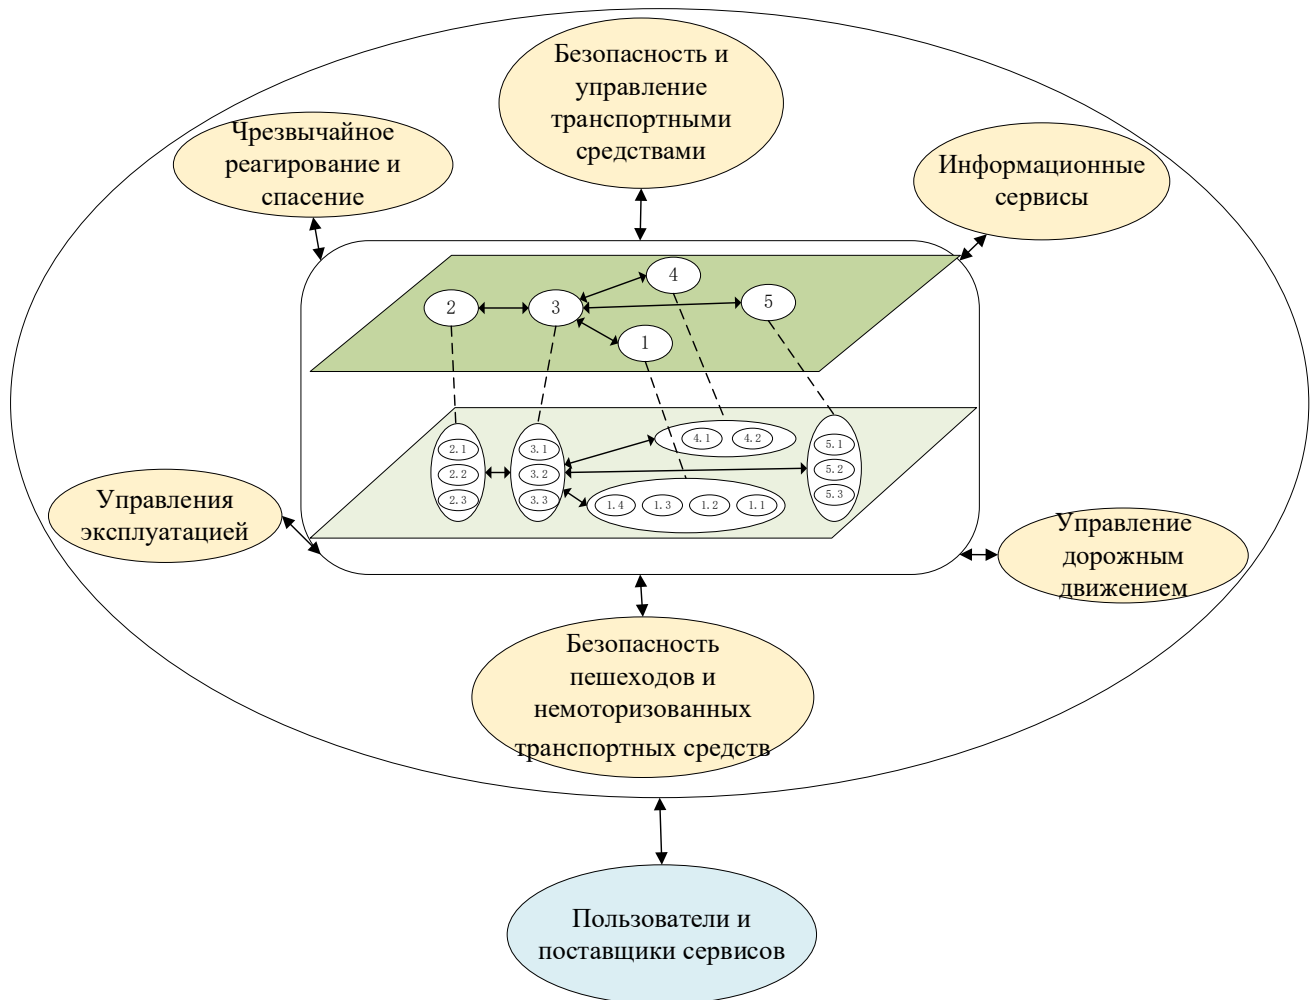 Безопасность и
управление
транспортными
средствами
Чрезвычайное
реагирование и
спасение
Информационные
сервисы
4
2
3
5
1
2.1
2.2
2.3
3.1
3.2
3.3
4.1 4.2
1.4 1.3 1.2 1.1
5.1
5.2
5.3
Управления
эксплуатацией
Управление
дорожным
движением
Безопасность
пешеходов и
немоторизованных
транспортных средств
Пользователи и
поставщики сервисов